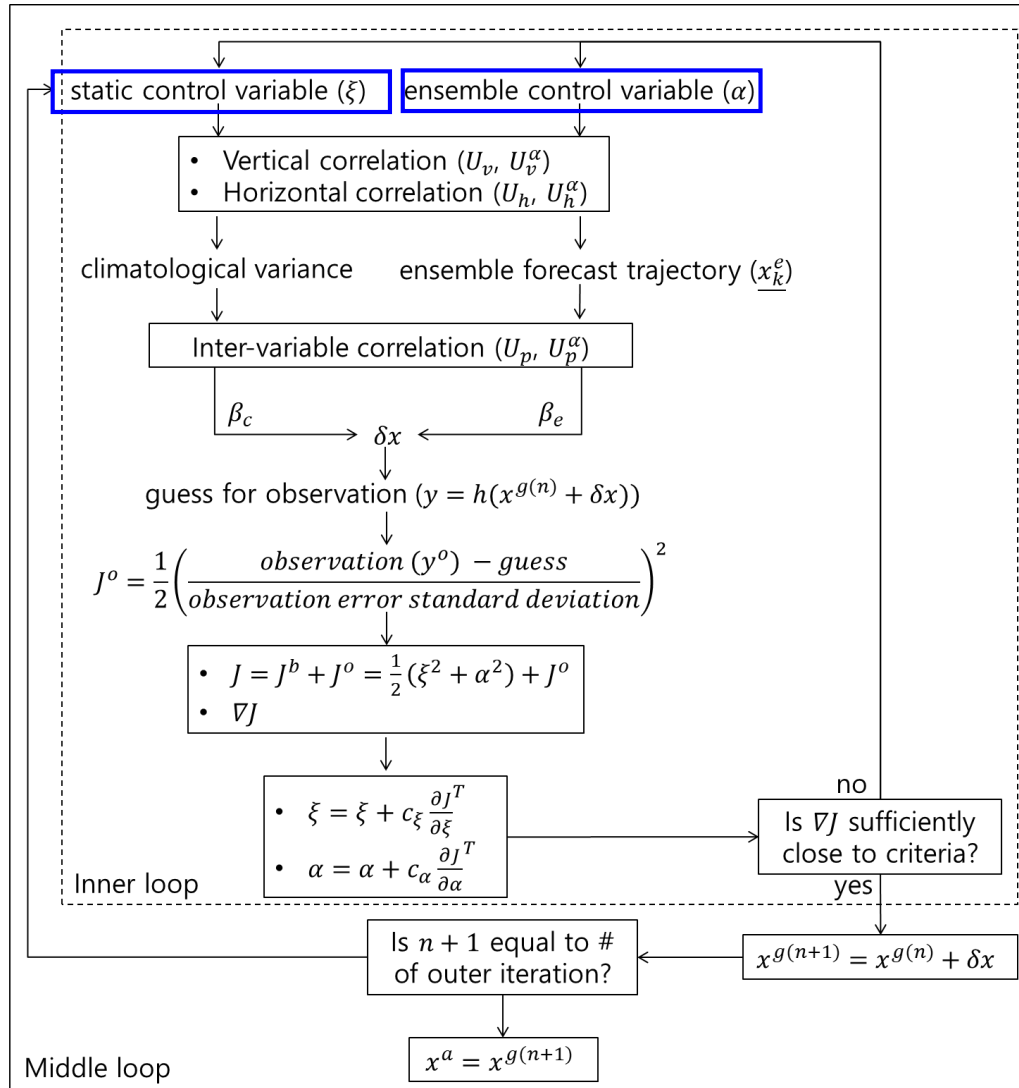 static control variable (ξ)
ensemble control variable (α)
• Vertical correlation (U_v, U_v^α)
• Horizontal correlation (U_h, U_h^α)
climatological variance
ensemble forecast trajectory (x_k^e)
Inter-variable correlation (U_p, U_p^α)
β_c
β_e
δx
guess for observation (y = h(x^{g(n)} + δx))
J^o = 1/2 (observation (y^o) − guess / observation error standard deviation)^2
• J = J^b + J^o = 1/2 (ξ^2 + α^2) + J^o
• ∇J
• ξ = ξ + c_ξ ∂J^T/∂ξ
• α = α + c_α ∂J^T/∂α
no
Is ∇J sufficiently
close to criteria?
yes
Inner loop
x^{g(n+1)} = x^{g(n)} + δx
Is n + 1 equal to #
of outer iteration?
x^a = x^{g(n+1)}
Middle loop